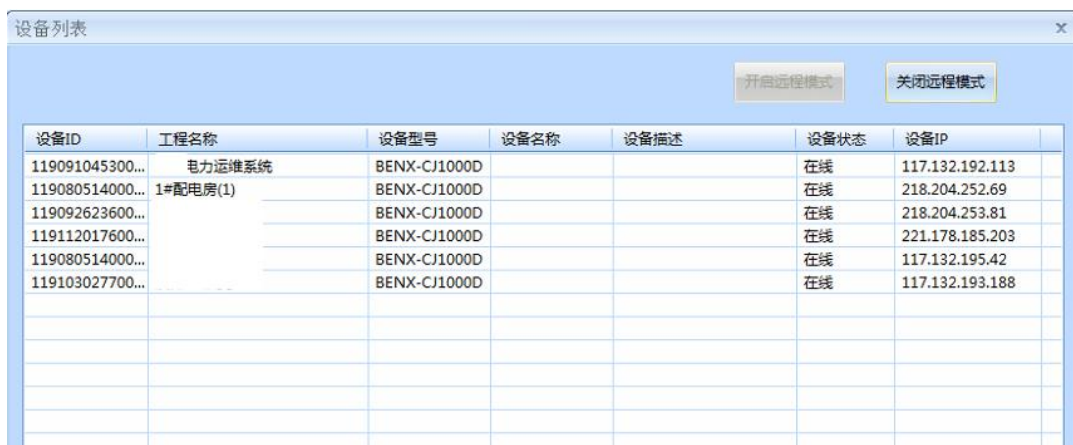 设备列表 x
开启远程模式 关闭远程模式
设备ID 工程名称 设备型号 设备名称 设备描述 设备状态 设备IP
119091045300... 电力运维系统 BENX-CJ1000D 在线 117.132.192.113
119080514000... 1#配电房(1) BENX-CJ1000D 在线 218.204.252.69
119092623600... BENX-CJ1000D 在线 218.204.253.81
119112017600... BENX-CJ1000D 在线 221.178.185.203
119080514000... BENX-CJ1000D 在线 117.132.195.42
119103027700... BENX-CJ1000D 在线 117.132.193.188